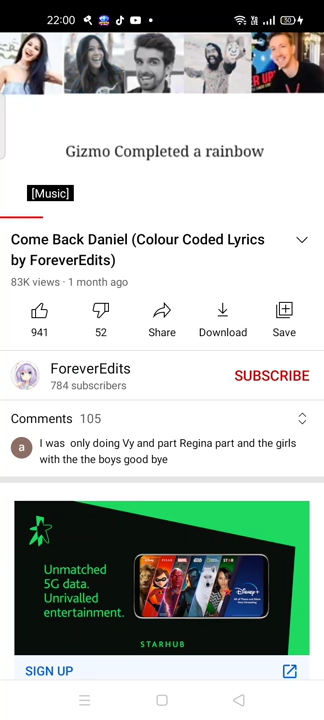 22:00
50
Gizmo Completed a rainbow
[Music]
Come Back Daniel (Colour Coded Lyrics
by ForeverEdits)
83K views · 1 month ago
941
52
Share
Download
Save
ForeverEdits
784 subscribers
SUBSCRIBE
Comments 105
a
I was only doing Vy and part Regina part and the girls
with the the boys good bye
Unmatched
5G data.
Unrivalled
entertainment.
Disney+
STARHUB
SIGN UP